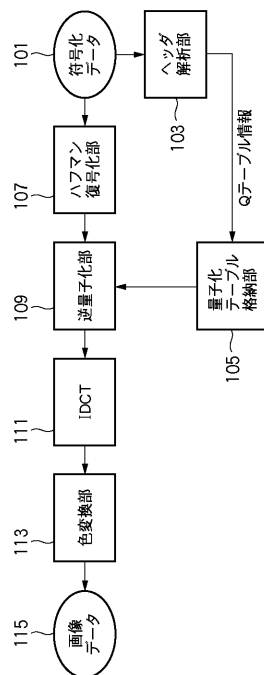 101
符号化
データ
ヘッダ
解析部
103
107
ハフマン
復号化部
Qテーブル情報
109
逆量子化部
量子化
テーブル
格納部
105
111
IDCT
113
色変換部
115
画像
データ